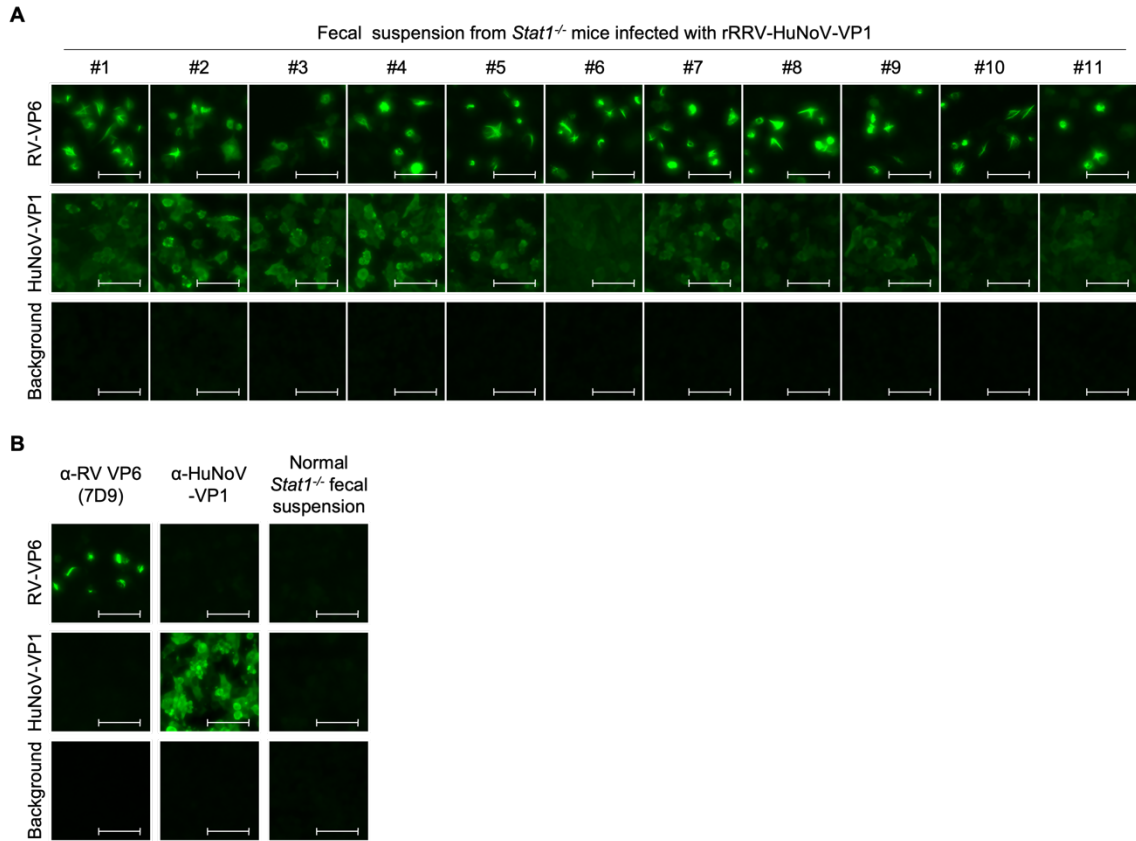 A
Fecal suspension from Stat1-/- mice infected with rRRV-HuNoV-VP1
#1 #2 #3 #4 #5 #6 #7 #8 #9 #10 #11
RV-VP6
HuNoV-VP1
Background
B
α-RV VP6
(7D9)
α-HuNoV
-VP1
Normal
Stat1-/- fecal
suspension
RV-VP6
HuNoV-VP1
Background